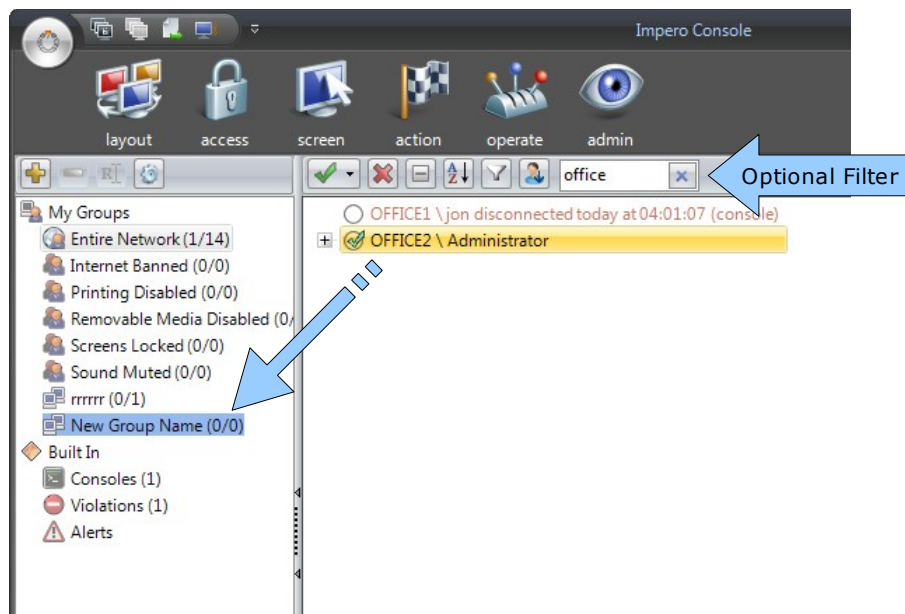 Impero Console
layout access screen action operate admin
RI
A Z
office
Optional Filter
My Groups
Entire Network (1/14)
Internet Banned (0/0)
Printing Disabled (0/0)
Removable Media Disabled (0/
Screens Locked (0/0)
Sound Muted (0/0)
rrrrrr (0/1)
New Group Name (0/0)
Built In
Consoles (1)
Violations (1)
Alerts
OFFICE1 \ jon disconnected today at 04:01:07 (console)
OFFICE2 \ Administrator